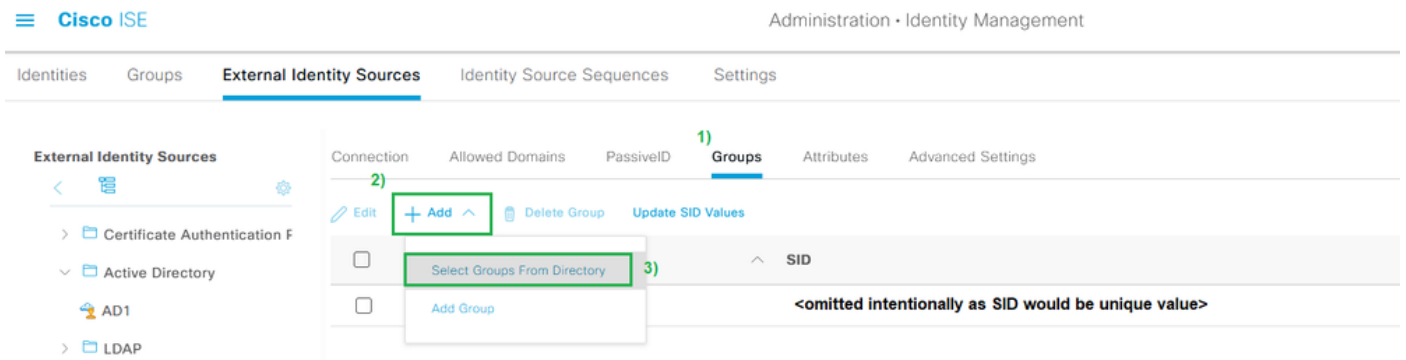 Cisco ISE
Administration • Identity Management
Identities Groups External Identity Sources Identity Source Sequences Settings
External Identity Sources
Certificate Authentication F
Active Directory
AD1
LDAP
1)
Connection Allowed Domains PassiveID Groups Attributes Advanced Settings
2)
Edit + Add Delete Group Update SID Values
SID
Select Groups From Directory 3)
Add Group
<omitted intentionally as SID would be unique value>